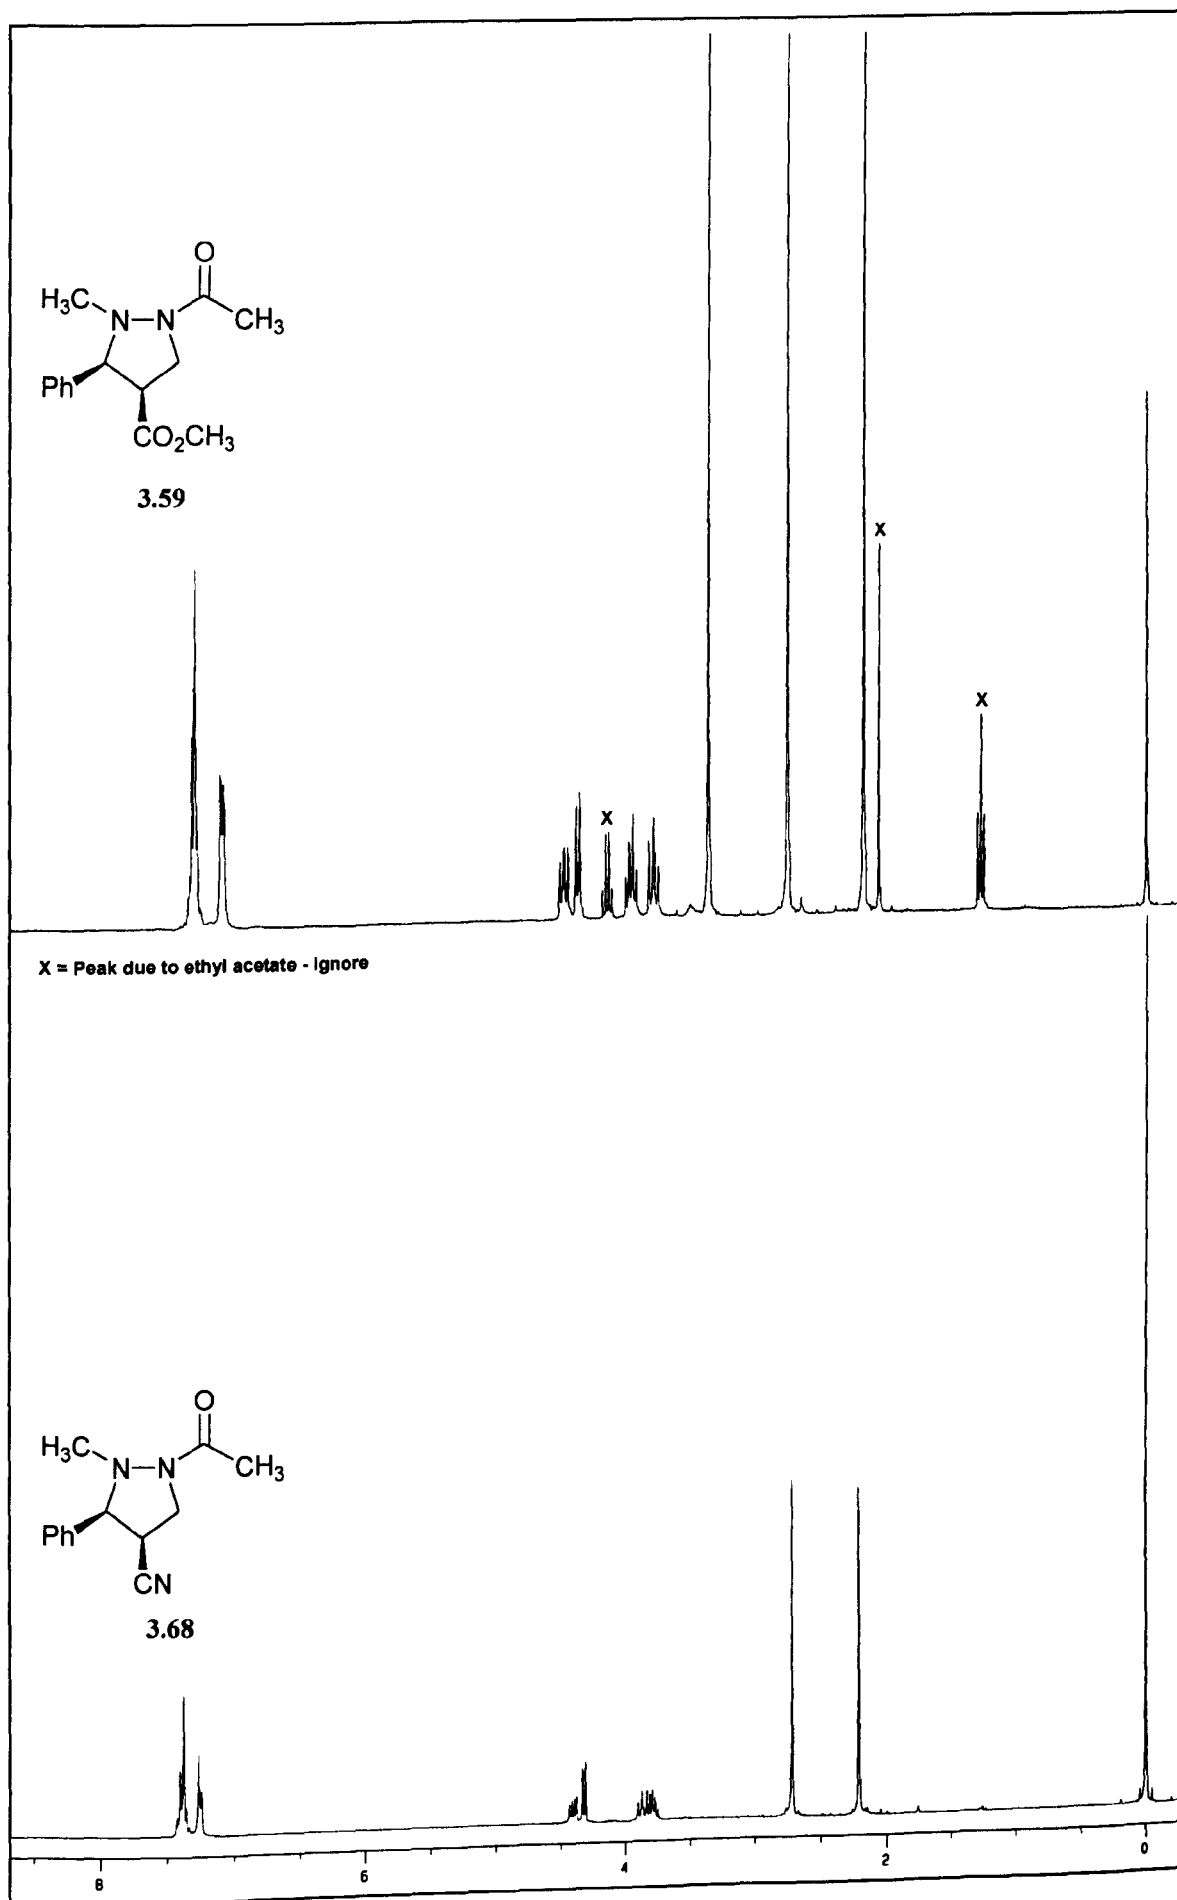 O
H₃C
N
N
CH₃
Ph
CO₂CH₃
3.59
X
X
X
X = Peak due to ethyl acetate - ignore
O
H₃C
N
N
CH₃
Ph
CN
3.68
8 6 4 2 0